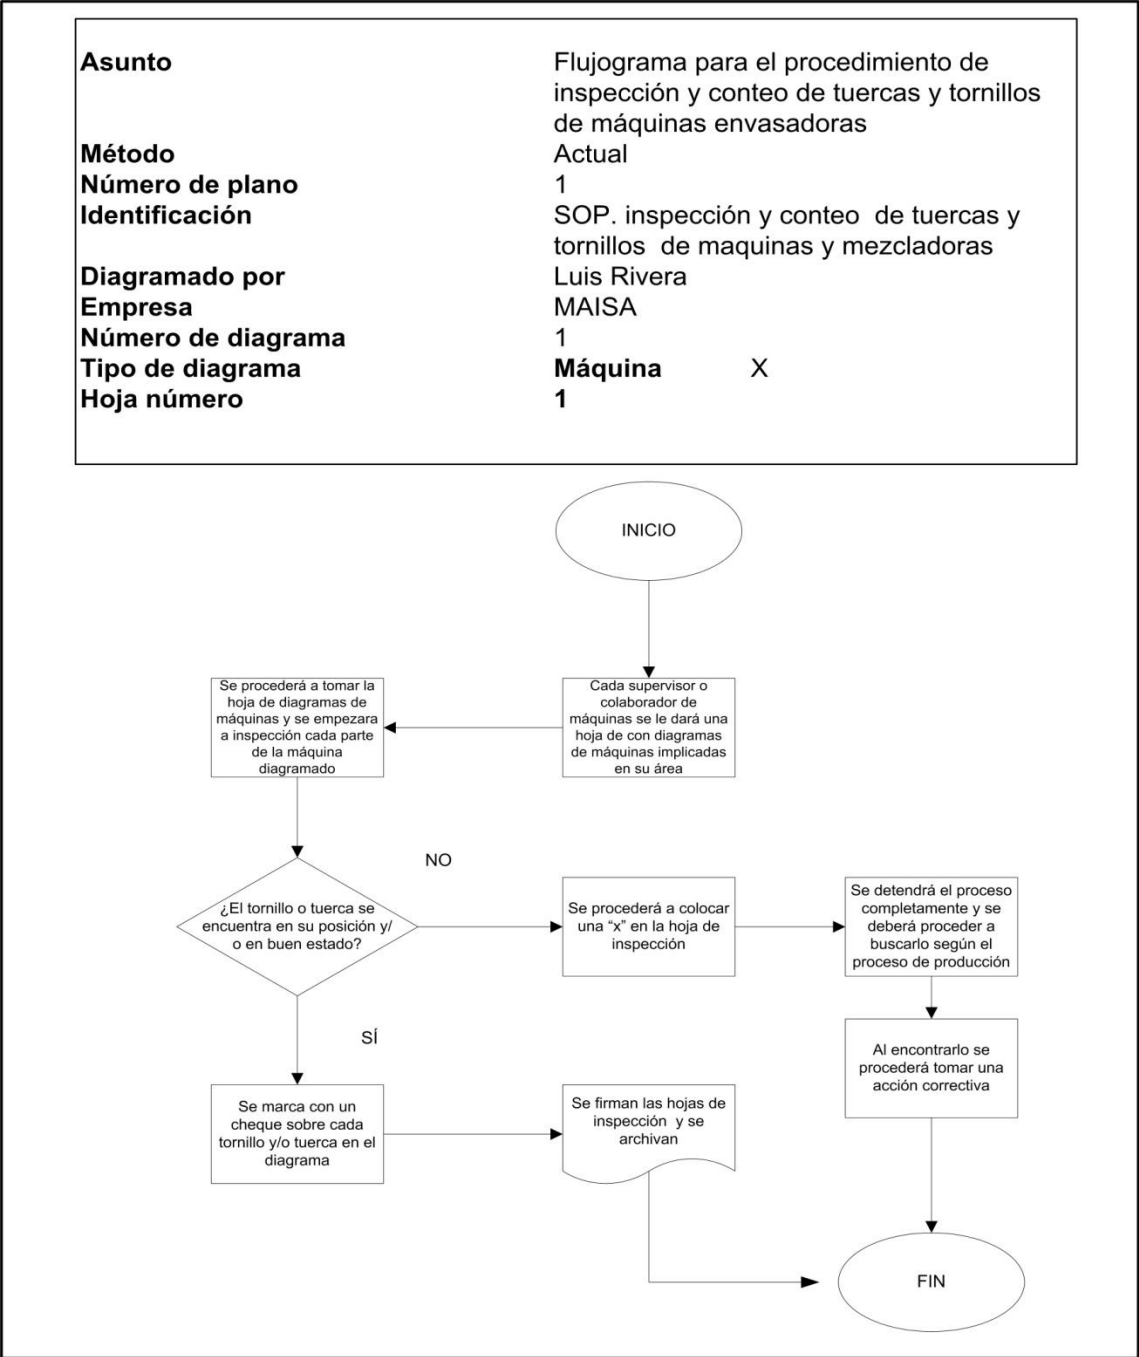 Asunto Flujograma para el procedimiento de
inspección y conteo de tuercas y tornillos
de máquinas envasadoras
Método Actual
Número de plano 1
Identificación SOP. inspección y conteo de tuercas y
tornillos de maquinas y mezcladoras
Diagramado por Luis Rivera
Empresa MAISA
Número de diagrama 1
Tipo de diagrama Máquina X
Hoja número 1
INICIO
Cada supervisor o
colaborador de
máquinas se le dará una
hoja de con diagramas
de máquinas implicadas
en su área
Se procederá a tomar la
hoja de diagramas de
máquinas y se empezara
a inspección cada parte
de la máquina
diagramado
¿El tornillo o tuerca se
encuentra en su posición y/
o en buen estado?
NO
Se procederá a colocar
una “x” en la hoja de
inspección
Se detendrá el proceso
completamente y se
deberá proceder a
buscarlo según el
proceso de producción
Al encontrarlo se
procederá tomar una
acción correctiva
SÍ
Se marca con un
cheque sobre cada
tornillo y/o tuerca en el
diagrama
Se firman las hojas de
inspección y se
archivan
FIN